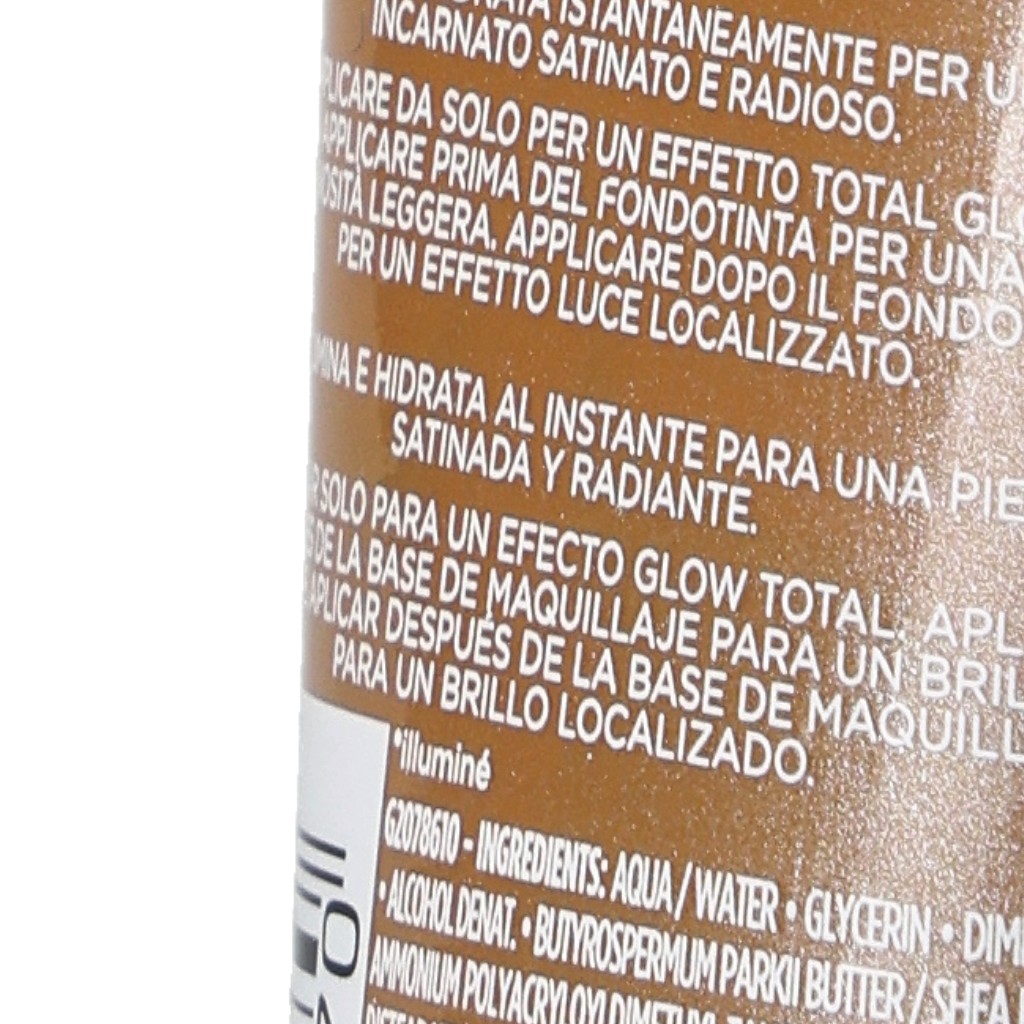 ISTANTANEAMENTE PER
INCARNATO SATINATO E RADIOSO.
DA SOLO PER UN EFFETTO TOTAL
APPLICARE PRIMA DEL FONDOTINTA PER UNA
LEGGERA. APPLICARE DOPO IL
PER UN EFFETTO LUCE LOCALIZZATO.
E HIDRATA AL INSTANTE PARA UNA
SATINADA Y RADIANTE.
SOLO PARA UN EFECTO GLOW TOTAL.
DE LA BASE DE MAQUILLAJE PARA UN
APLICAR DESPUÉS DE LA BASE DE
PARA UN BRILLO LOCALIZADO.
*illuminé
G2078610 - INGREDIENTS: AQUA / WATER • GLYCERIN •
• ALCOHOL DENAT. • BUTYROSPERMUM PARKII BUTTER / SHEA
AMMONIUM